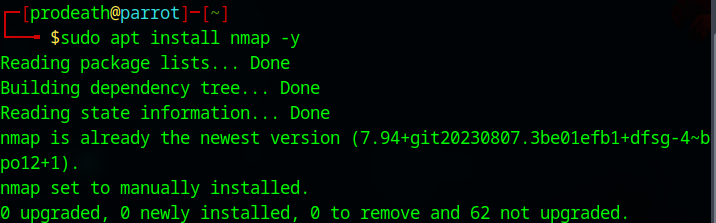 ┌─[prodeath@parrot]─[~]
└──╼ $sudo apt install nmap -y
Reading package lists... Done
Building dependency tree... Done
Reading state information... Done
nmap is already the newest version (7.94+git20230807.3be01efb1+dfsg-4~b
po12+1).
nmap set to manually installed.
0 upgraded, 0 newly installed, 0 to remove and 62 not upgraded.